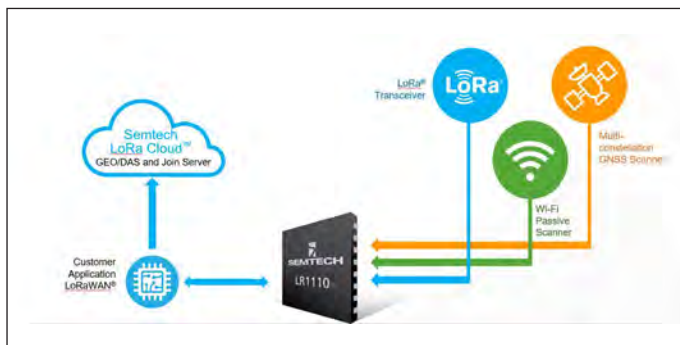 Semtech
LoRa Cloud™
GEO/DAS and Join Server
LoRa®
Transceiver
LoRa
Multi-
constellation
GNSS Scanner
Wi-Fi
Passive
Scanner
Customer
Application
LoRaWAN®
SEMTECH
LR1110